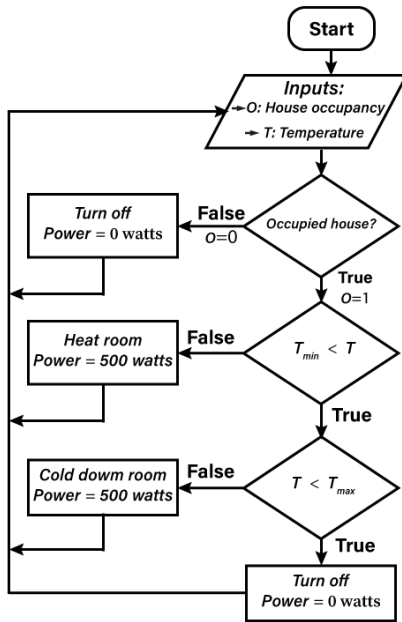 Start
Inputs:
→O: House occupancy
→ T: Temperature
Occupied house?
False
O=0
Turn off
Power = 0 watts
True
O=1
Tmin < T
False
Heat room
Power = 500 watts
True
T < Tmax
False
Cold dowm room
Power = 500 watts
True
Turn off
Power = 0 watts